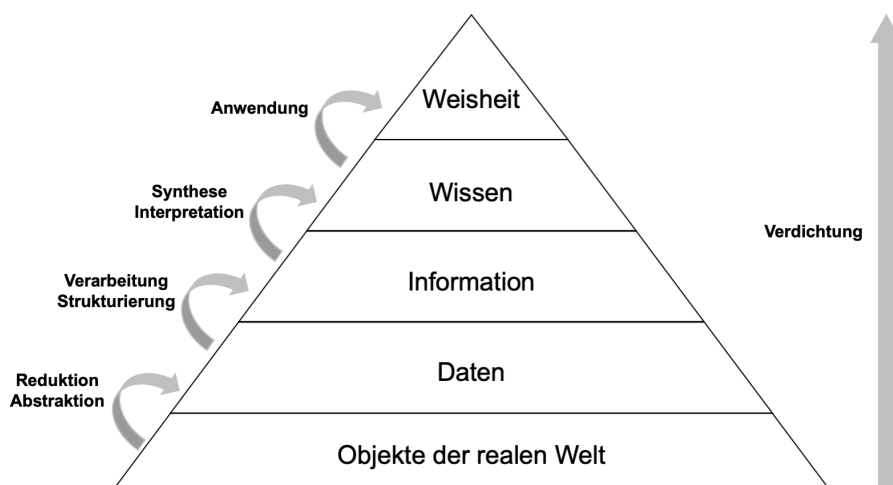 Weisheit
Anwendung
Wissen
Synthese
Interpretation
Verdichtung
Information
Verarbeitung
Strukturierung
Daten
Reduktion
Abstraktion
Objekte der realen Welt